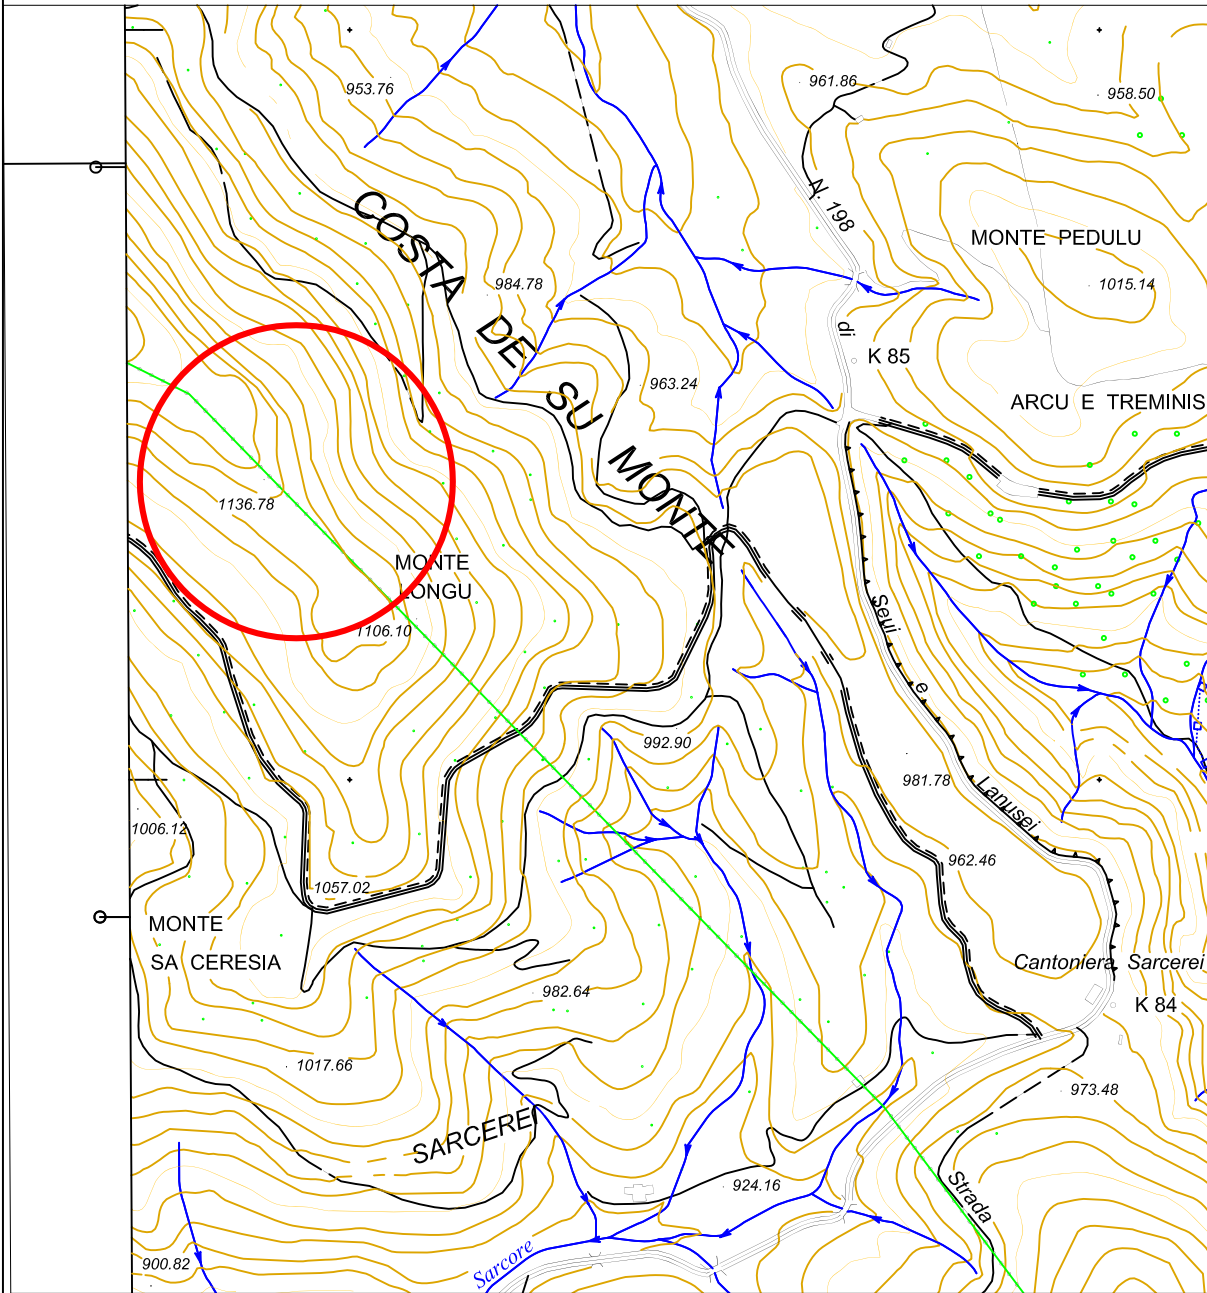 953.76
961.86
958.50
N. 198
COSTA DE SU MONTE
MONTE PEDULU
984.78
1015.14
di
K 85
963.24
ARCU E TREMINIS
1136.78
MONTE
LONGU
1106.10
Seui
e
992.90
981.78
Lanusei
1006.12
962.46
1057.02
MONTE
SA CERESIA
Cantoniera Sarcerei
982.64
K 84
1017.66
973.48
SARCEREI
924.16
Strada
Sarcore
900.82